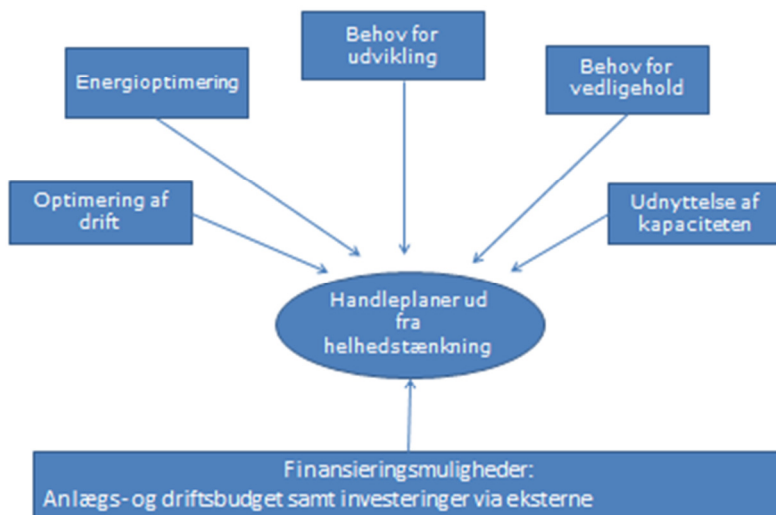 Behov for
udvikling
Energioptimering
Behov for
vedligehold
Optimering af
drift
Udnyttelse af
kapaciteten
Handleplaner ud
fra
helhedstænkning
Finansieringsmuligheder:
Anlægs- og driftsbudget samt investeringer via eksterne